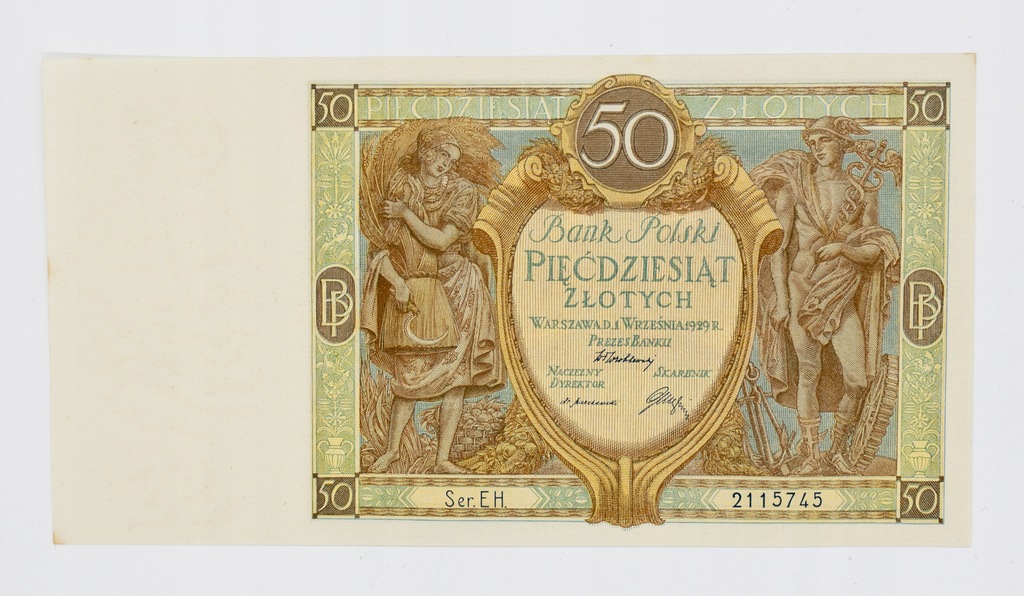 50 PIĘĆDZIESIĄT 50 ZŁOTYCH 50
Bank Polski
PIĘĆDZIESIĄT
ZŁOTYCH
WARSZAWA D. 1 WRZEŚNIA 1929 R.
PREZES BANKU
NACZELNY SKARBNIK
DYREKTOR
BP BP
50 Ser. EH. 2115745 50